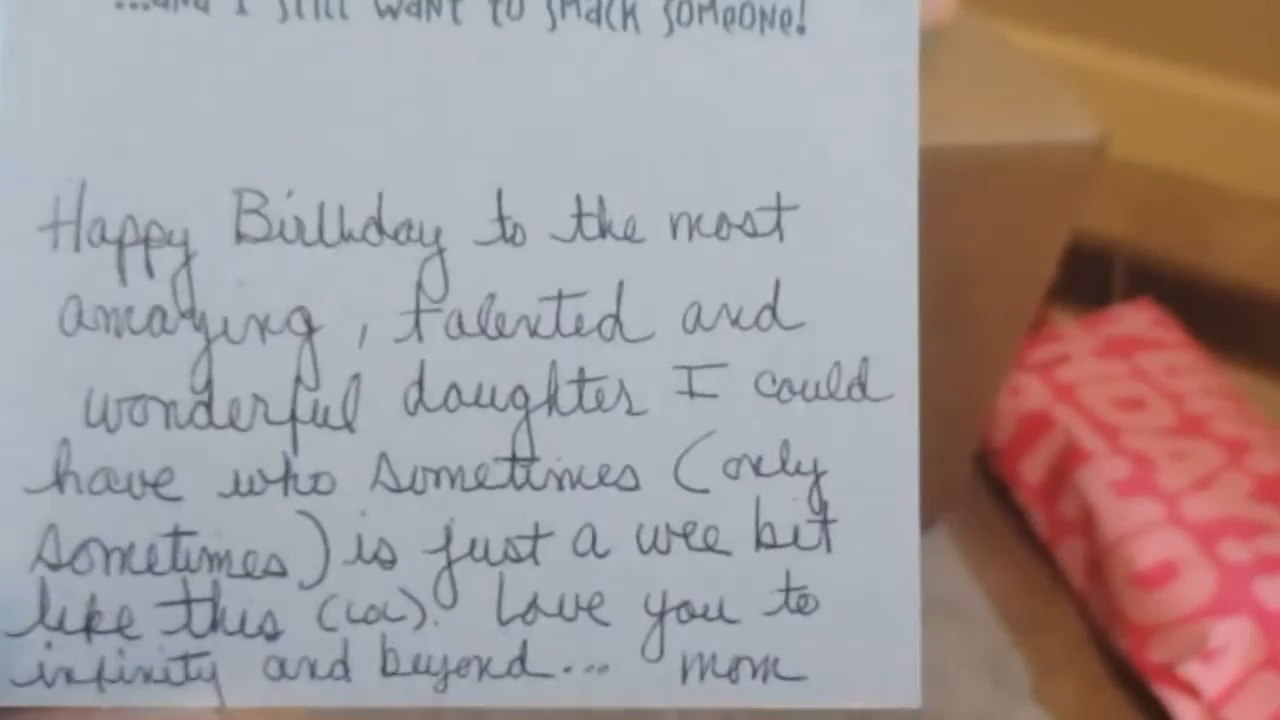 ...and I still want to smack someone!
Happy Birthday to the most
amazing, talented and
wonderful daughter I could
have who sometimes (only
sometimes) is just a wee bit
like this (LOL). Love you to
infinity and beyond... mom